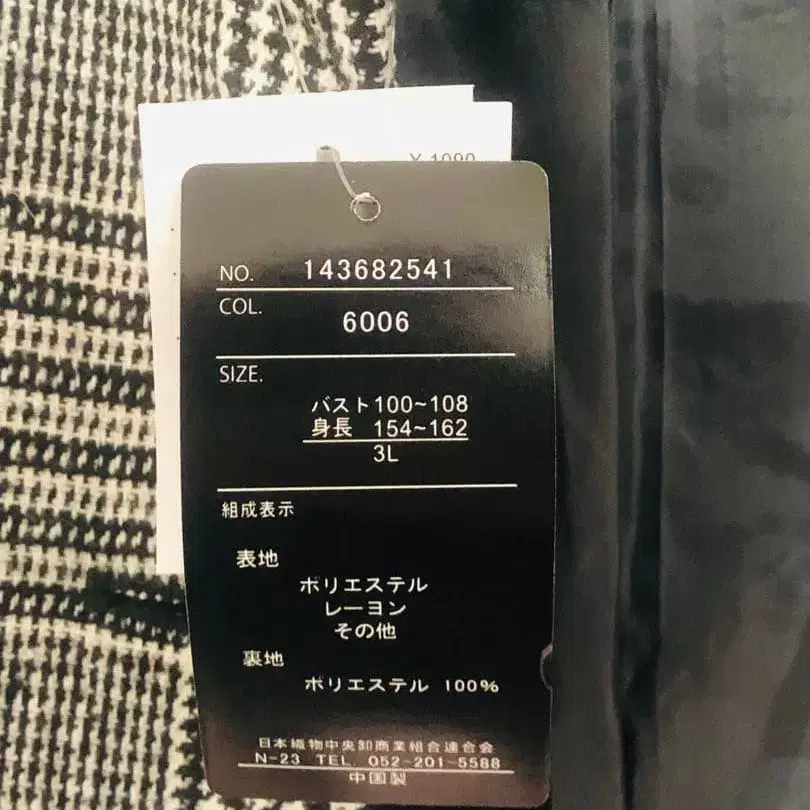 NO. 143682541
COL.
6006
SIZE.
バスト100~108
身長 154~162
3L
組成表示
表地
ポリエステル
レーヨン
その他
裏地
ポリエステル 100%
日本織物中央卸商業組合連合会
N-23 TEL. 052-201-5588
中国製